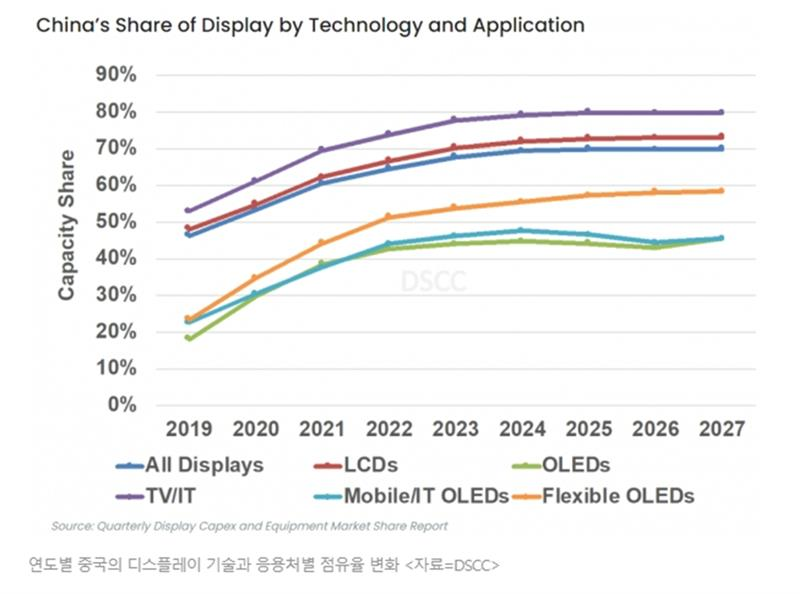 China's Share of Display by Technology and Application
90%
80%
70%
60%
50%
40%
30%
20%
10%
0%
Capacity Share
DSCC
2019 2020 2021 2022 2023 2024 2025 2026 2027
All Displays LCDs OLEDs
TV/IT Mobile/IT OLEDs Flexible OLEDs
Source: Quarterly Display Capex and Equipment Market Share Report
연도별 중국의 디스플레이 기술과 응용처별 점유율 변화 <자료=DSCC>